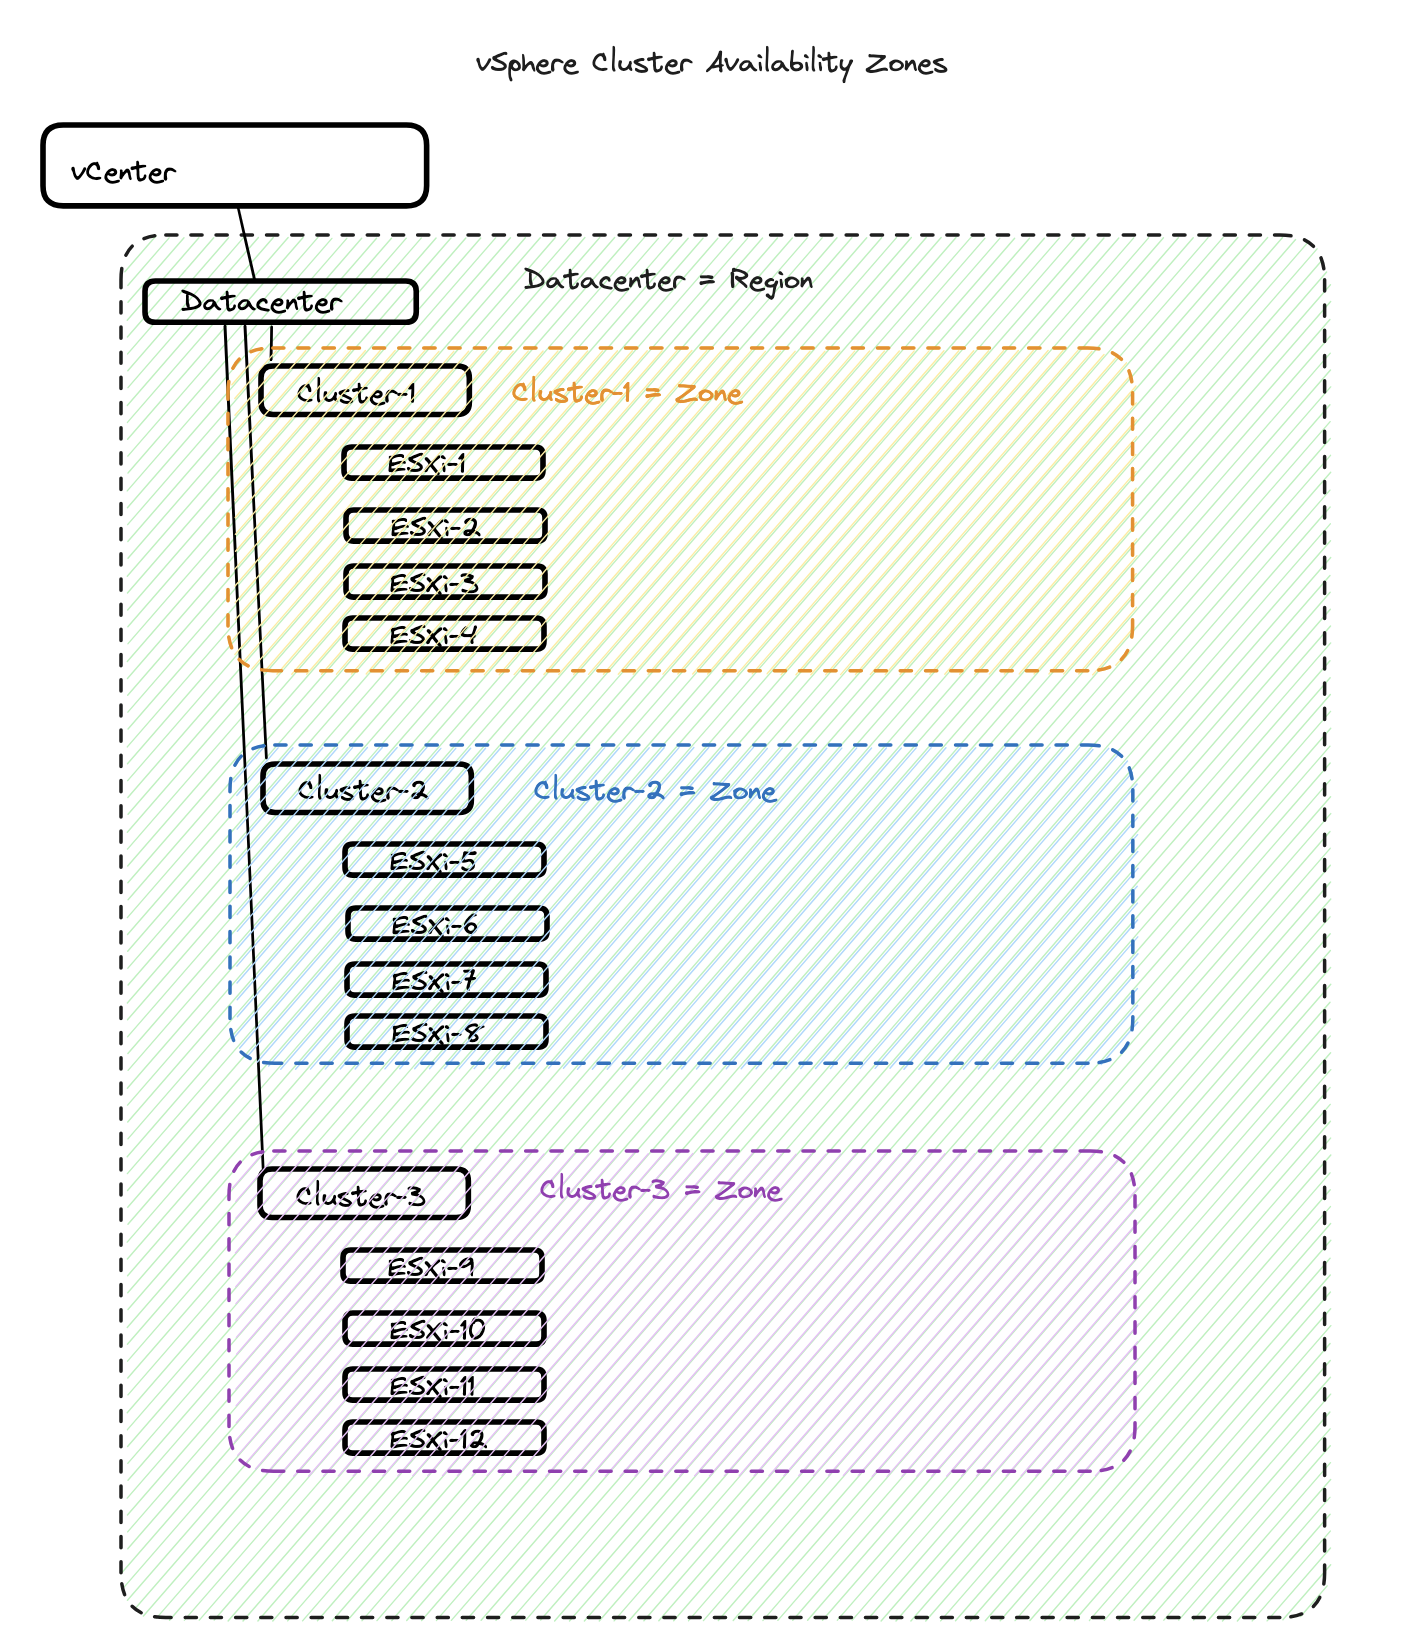 vSphere Cluster Availability Zones
vCenter
Datacenter = Region
Datacenter
Cluster-1
Cluster-1 = Zone
ESXi-1
ESXi-2
ESXi-3
ESXi-4
Cluster-2
Cluster-2 = Zone
ESXi-5
ESXi-6
ESXi-7
ESXi-8
Cluster-3
Cluster-3 = Zone
ESXi-9
ESXi-10
ESXi-11
ESXi-12